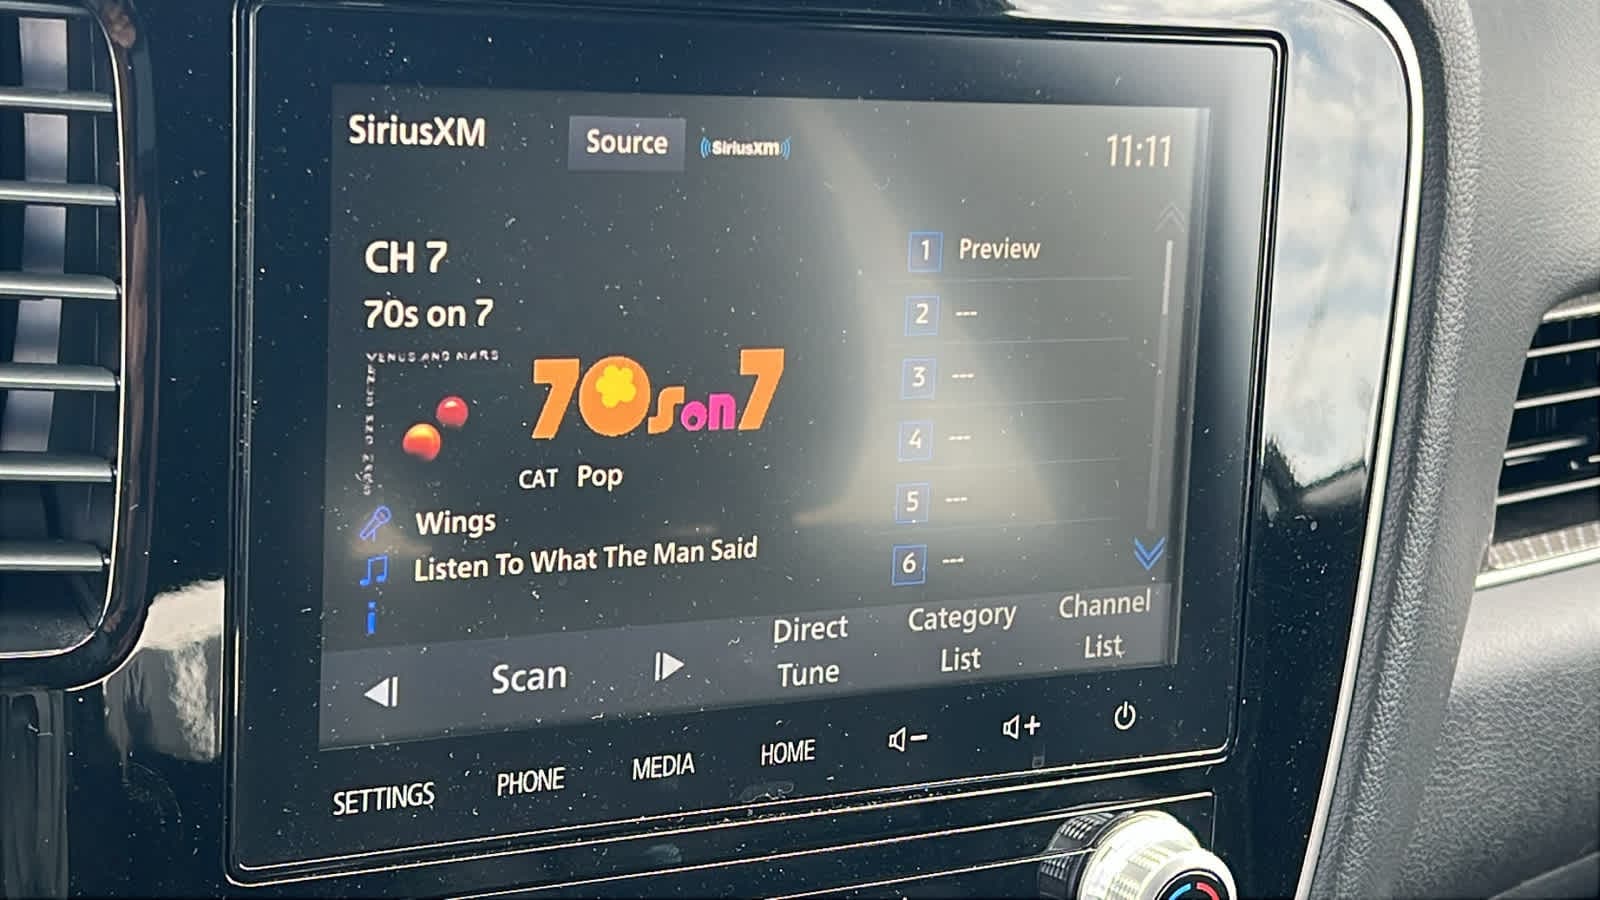 SiriusXM
Source
SiriusXM
11:11
CH 7
70s on 7
VENUS AND MARS
70s on 7
CAT Pop
Wings
Listen To What The Man Said
i
1 Preview
2 ---
3 ---
4 ---
5 ---
6 ---
Scan
Direct
Tune
Category
List
Channel
List
SETTINGS
PHONE
MEDIA
HOME